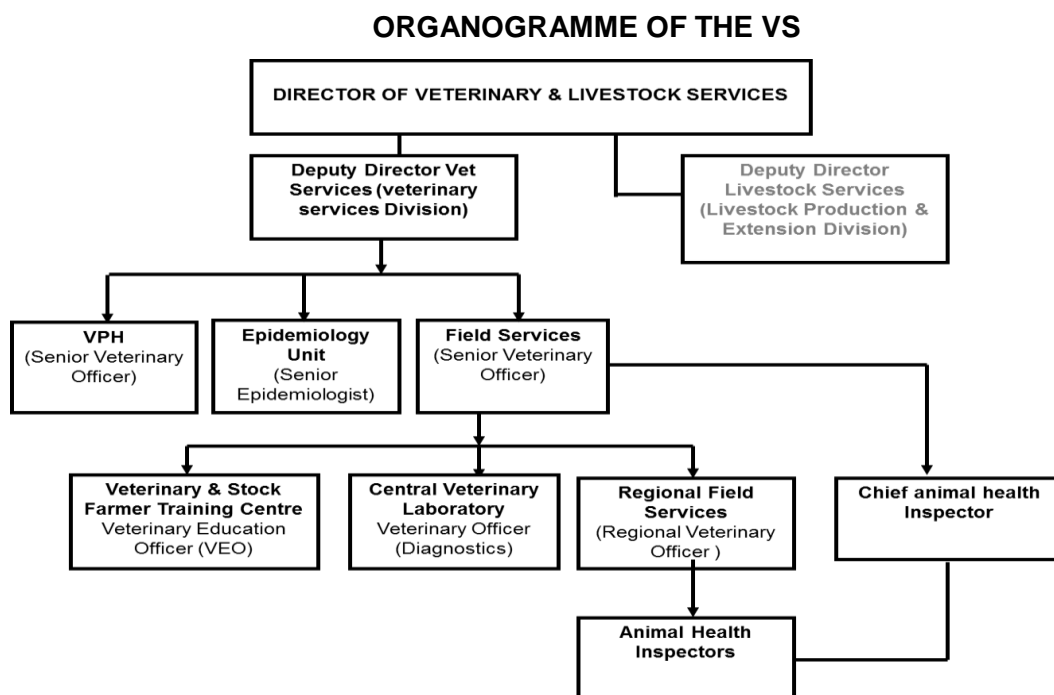 ORGANOGRAMME OF THE VS
DIRECTOR OF VETERINARY & LIVESTOCK SERVICES
Deputy Director Vet
Services (veterinary
services Division)
Deputy Director
Livestock Services
(Livestock Production &
Extension Division)
VPH
(Senior Veterinary
Officer)
Epidemiology
Unit
(Senior
Epidemiologist)
Field Services
(Senior Veterinary
Officer)
Veterinary & Stock
Farmer Training Centre
Veterinary Education
Officer (VEO)
Central Veterinary
Laboratory
Veterinary Officer
(Diagnostics)
Regional Field
Services
(Regional Veterinary
Officer )
Chief animal health
Inspector
Animal Health
Inspectors